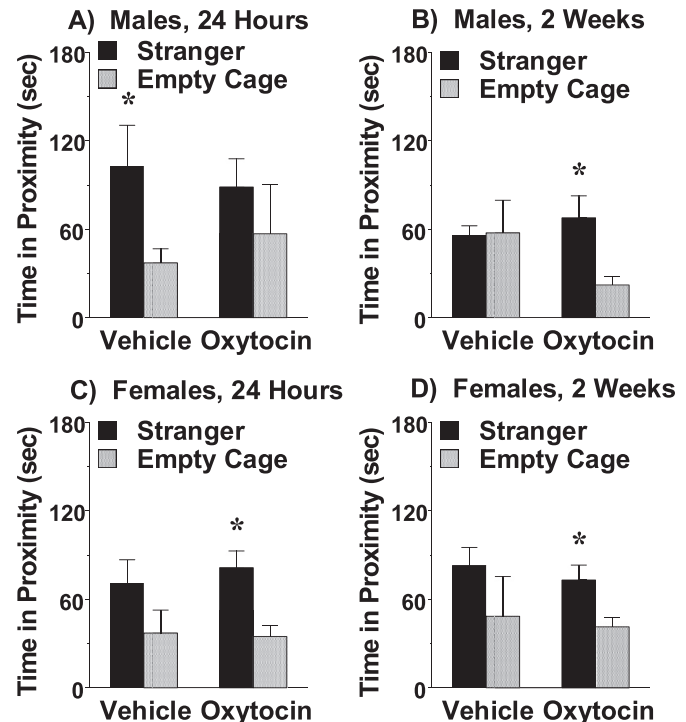 A) Males, 24 Hours
180
Stranger
Empty Cage
*
120
60
0
Time in Proximity (sec)
Vehicle Oxytocin
B) Males, 2 Weeks
180
Stranger
Empty Cage
*
120
60
0
Time in Proximity (sec)
Vehicle Oxytocin
C) Females, 24 Hours
180
Stranger
Empty Cage
*
120
60
0
Time in Proximity (sec)
Vehicle Oxytocin
D) Females, 2 Weeks
180
Stranger
Empty Cage
*
120
60
0
Time in Proximity (sec)
Vehicle Oxytocin